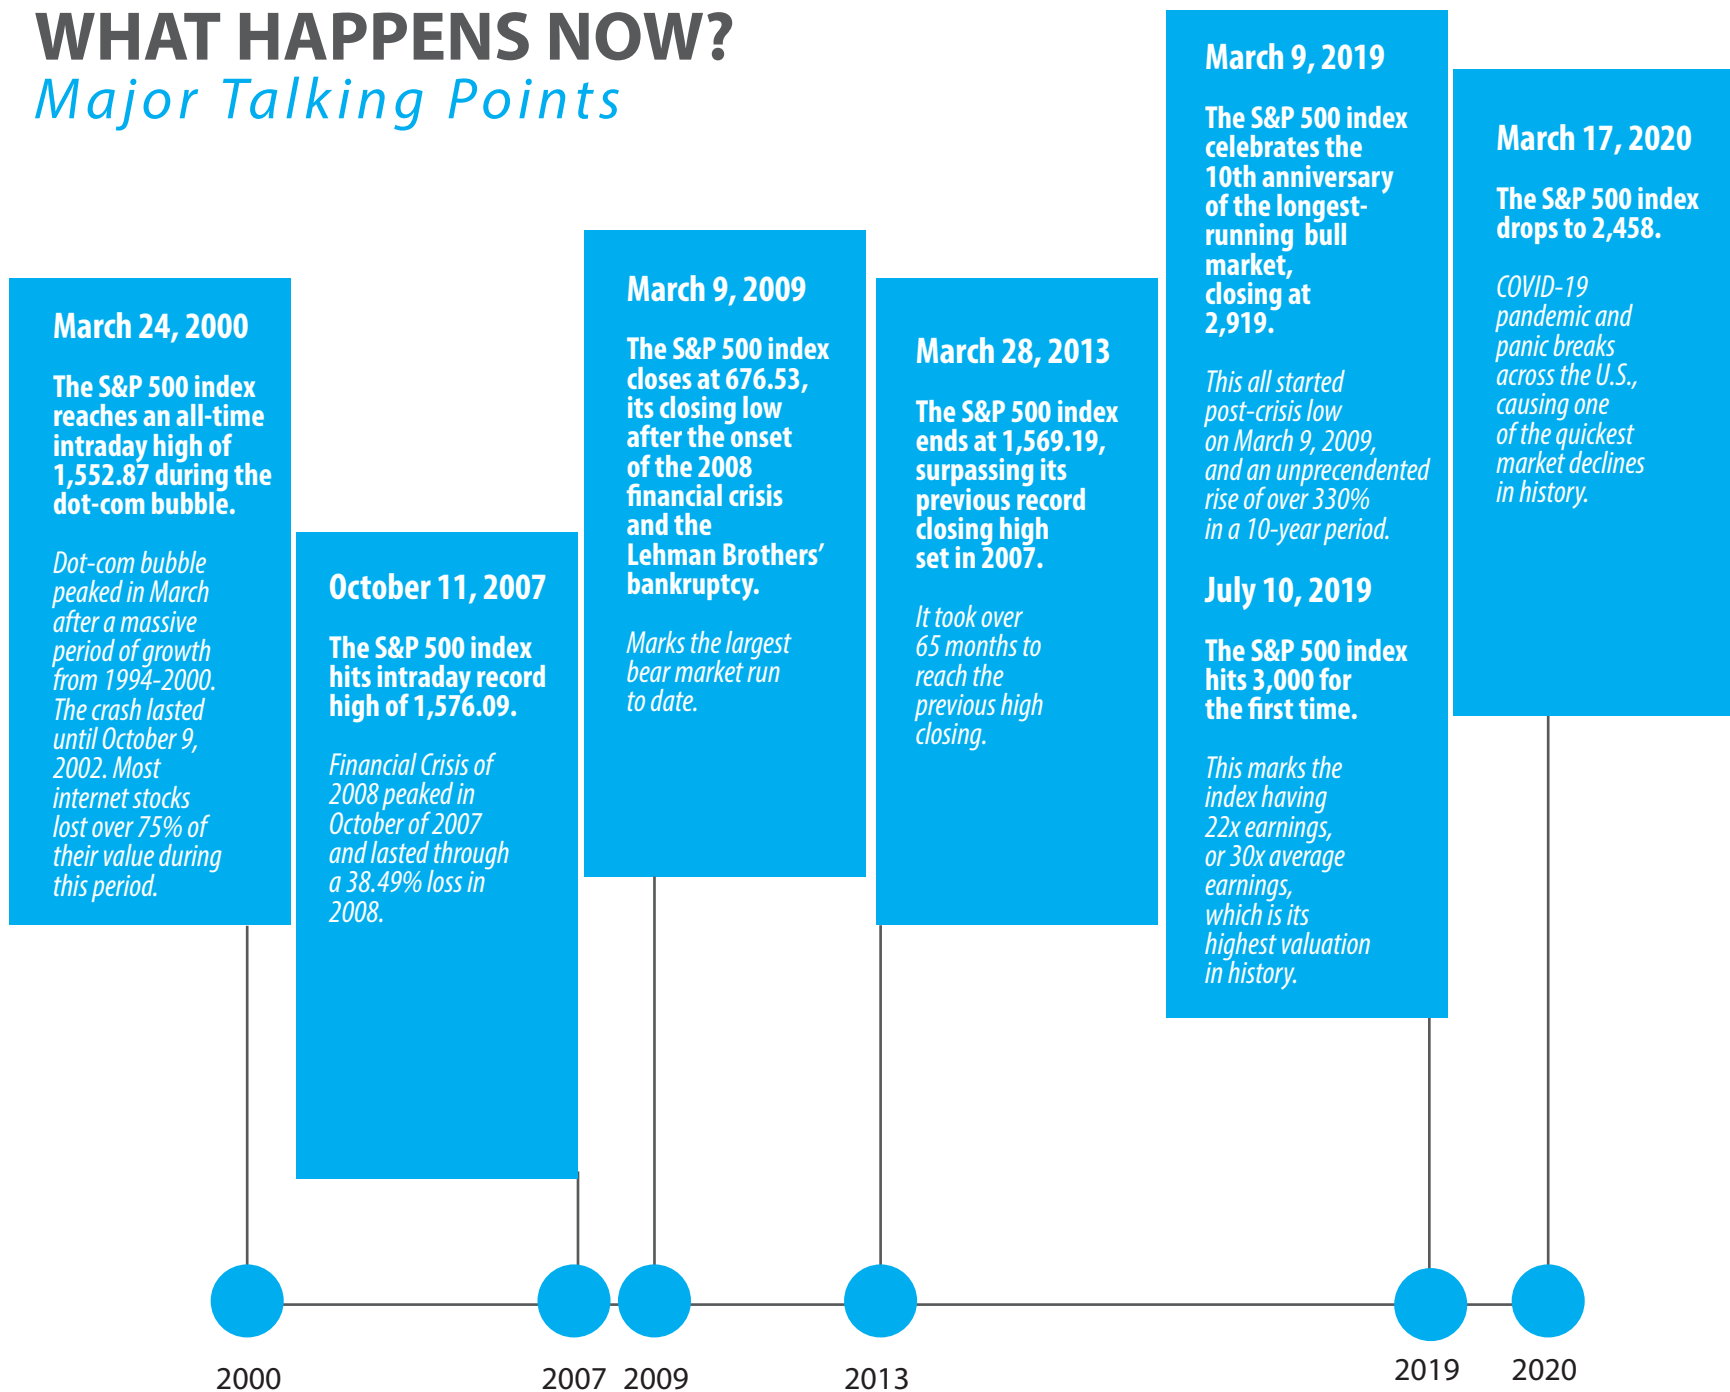 WHAT HAPPENS NOW?
Major Talking Points
March 24, 2000
The S&P 500 index
reaches an all-time
intraday high of
1,552.87 during the
dot-com bubble.
Dot-com bubble
peaked in March
after a massive
period of growth
from 1994-2000.
The crash lasted
until October 9,
2002. Most
internet stocks
lost over 75% of
their value during
this period.
October 11, 2007
The S&P 500 index
hits intraday record
high of 1,576.09.
Financial Crisis of
2008 peaked in
October of 2007
and lasted through
a 38.49% loss in
2008.
March 9, 2009
The S&P 500 index
closes at 676.53,
its closing low
after the onset
of the 2008
financial crisis
and the
Lehman Brothers’
bankruptcy.
Marks the largest
bear market run
to date.
March 28, 2013
The S&P 500 index
ends at 1,569.19,
surpassing its
previous record
closing high
set in 2007.
It took over
65 months to
reach the
previous high
closing.
March 9, 2019
The S&P 500 index
celebrates the
10th anniversary
of the longest-
running bull
market,
closing at
2,919.
This all started
post-crisis low
on March 9, 2009,
and an unprecendented
rise of over 330%
in a 10-year period.
July 10, 2019
The S&P 500 index
hits 3,000 for
the first time.
This marks the
index having
22x earnings,
or 30x average
earnings,
which is its
highest valuation
in history.
March 17, 2020
The S&P 500 index
drops to 2,458.
COVID-19
pandemic and
panic breaks
across the U.S.,
causing one
of the quickest
market declines
in history.
2000
2007
2009
2013
2019
2020